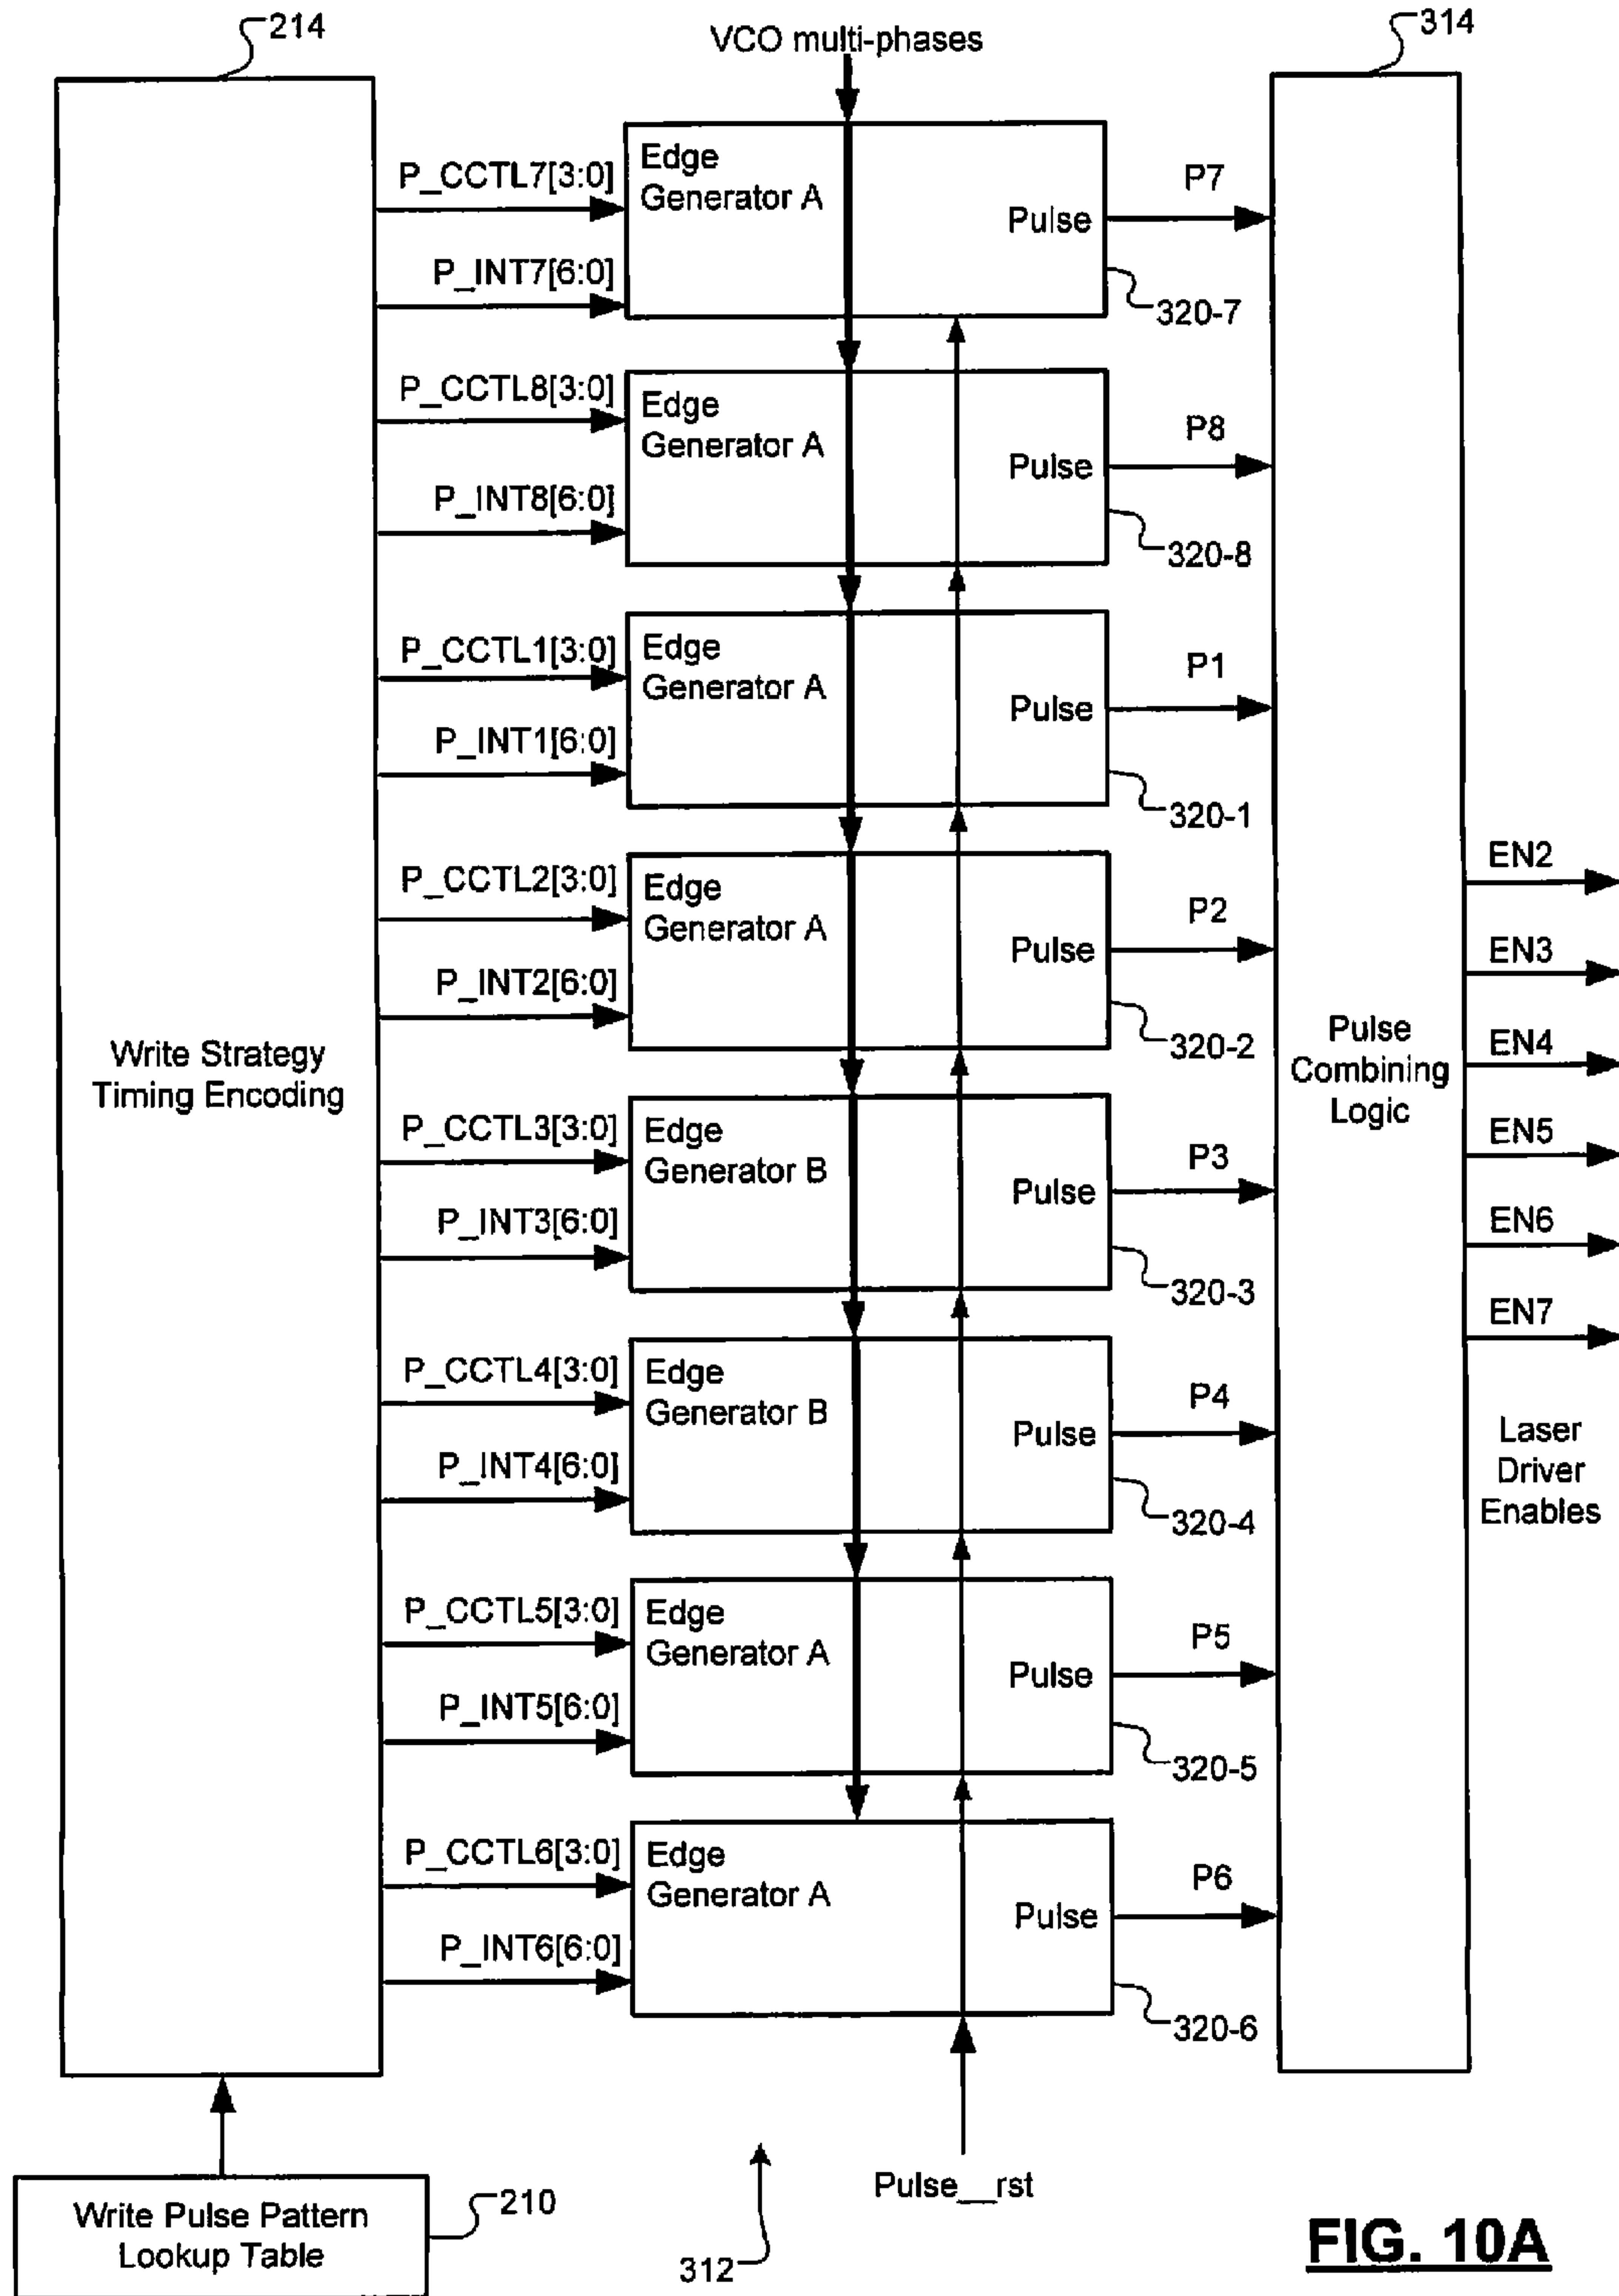 214
VCO multi-phases
314
P_CCTL7[3:0]
P_INT7[6:0]
Edge
Generator A
Pulse
P7
320-7
P_CCTL8[3:0]
P_INT8[6:0]
Edge
Generator A
Pulse
P8
320-8
P_CCTL1[3:0]
P_INT1[6:0]
Edge
Generator A
Pulse
P1
320-1
P_CCTL2[3:0]
P_INT2[6:0]
Edge
Generator A
Pulse
P2
320-2
Write Strategy
Timing Encoding
P_CCTL3[3:0]
P_INT3[6:0]
Edge
Generator B
Pulse
P3
320-3
P_CCTL4[3:0]
P_INT4[6:0]
Edge
Generator B
Pulse
P4
320-4
P_CCTL5[3:0]
P_INT5[6:0]
Edge
Generator A
Pulse
P5
320-5
P_CCTL6[3:0]
P_INT6[6:0]
Edge
Generator A
Pulse
P6
320-6
Pulse
Combining
Logic
EN2
EN3
EN4
EN5
EN6
EN7
Laser
Driver
Enables
Write Pulse Pattern
Lookup Table
210
312
Pulse__rst
FIG. 10A